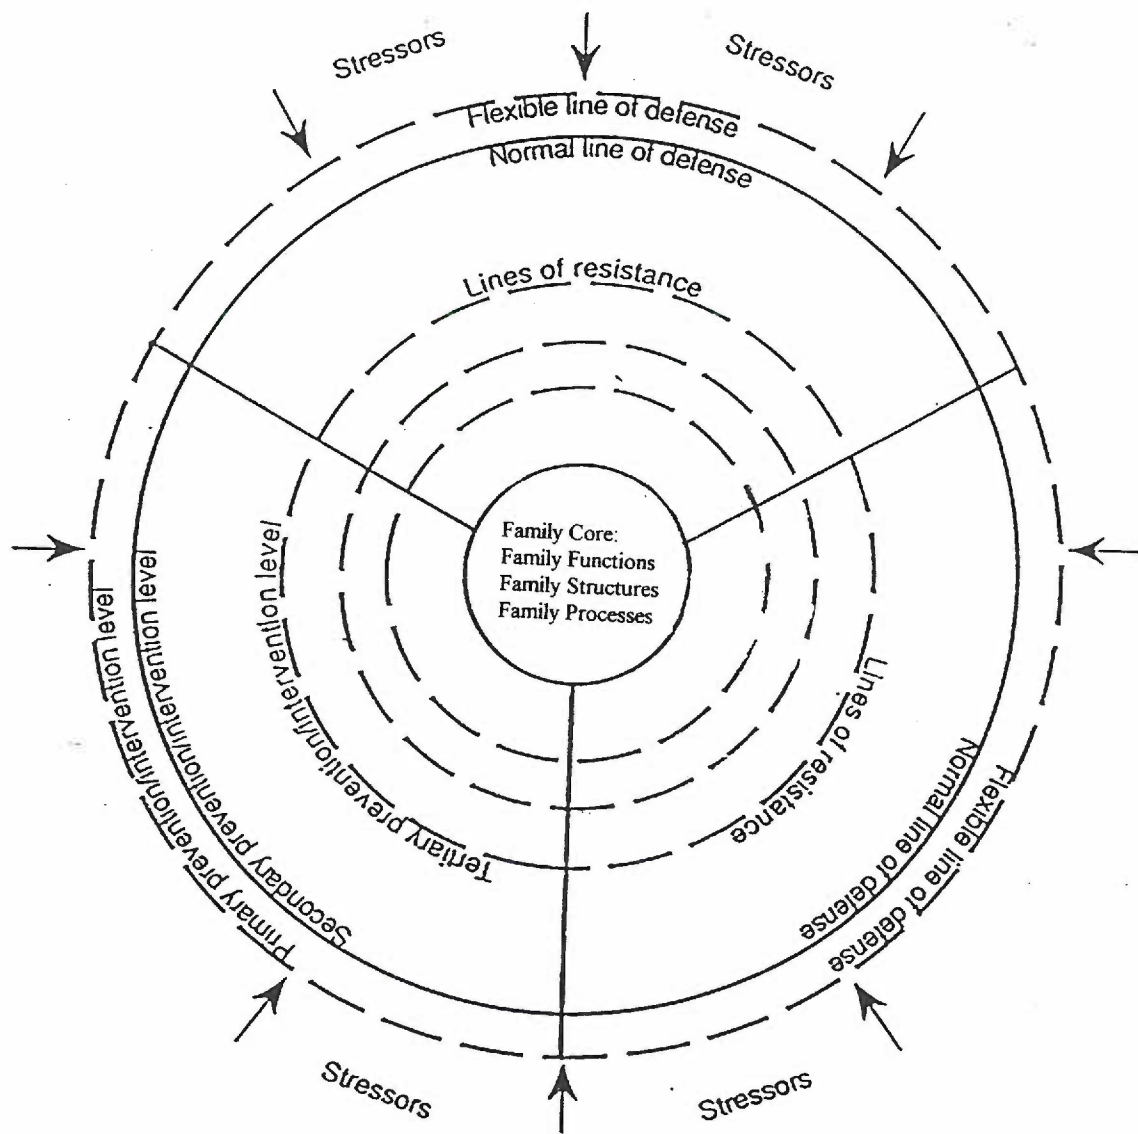 Stressors
Stressors
Flexible line of defense
Normal line of defense
Lines of resistance
Family Core:
Family Functions
Family Structures
Family Processes
Tertiary prevention/intervention level
Secondary prevention/intervention level
Primary prevention/intervention level
Lines of resistance
Normal line of defense
Flexible line of defense
Stressors
Stressors